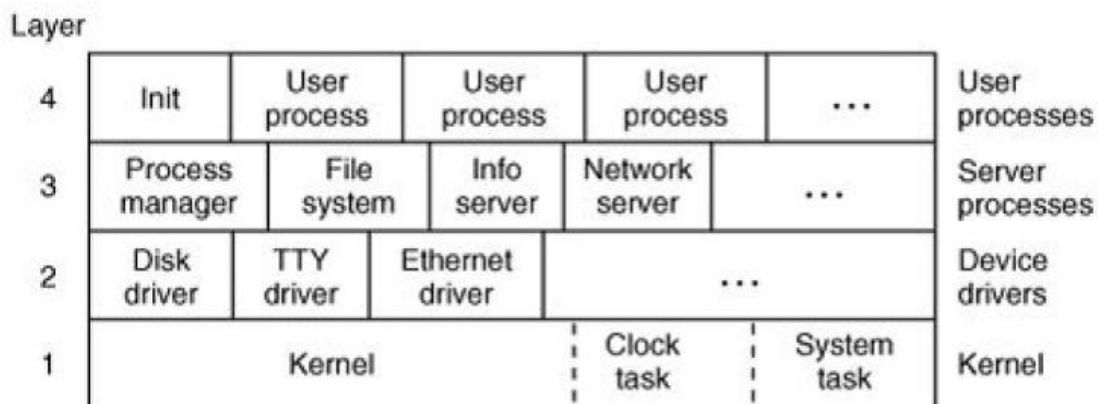 Layer
4
Init
User
process
User
process
User
process
...
User
processes
3
Process
manager
File
system
Info
server
Network
server
...
Server
processes
2
Disk
driver
TTY
driver
Ethernet
driver
...
Device
drivers
1
Kernel
Clock
task
System
task
Kernel